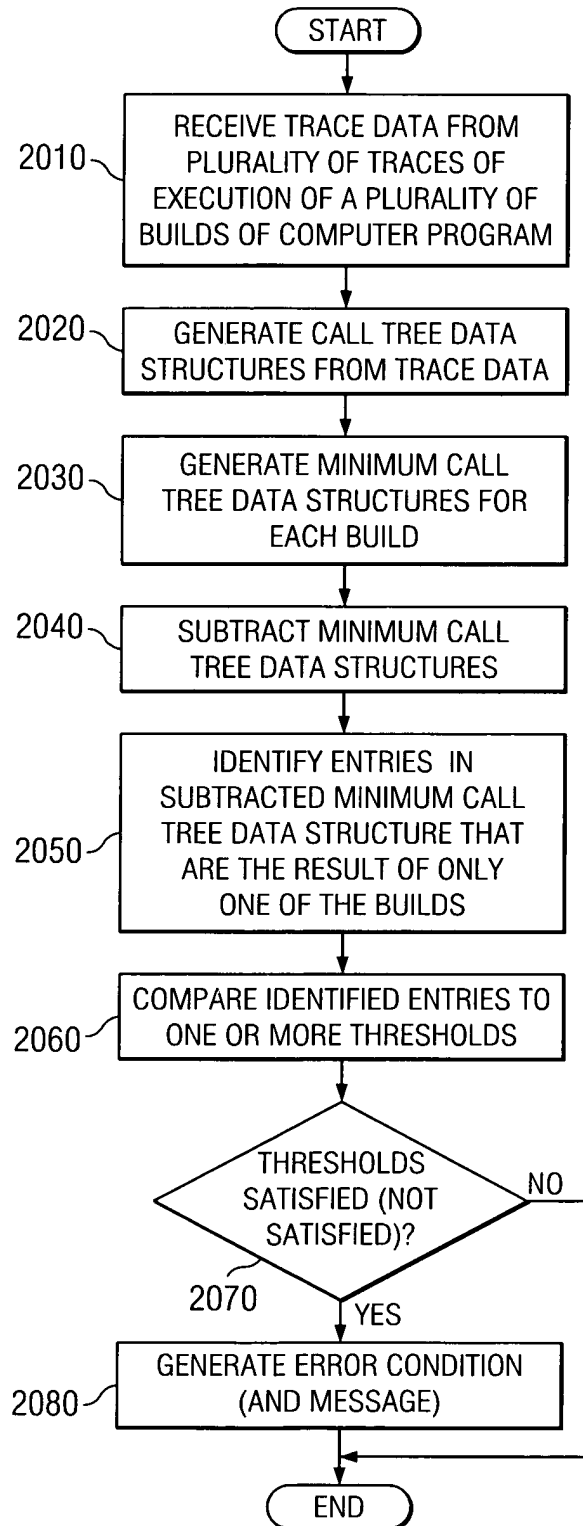 START
2010
RECEIVE TRACE DATA FROM
PLURALITY OF TRACES OF
EXECUTION OF A PLURALITY OF
BUILDS OF COMPUTER PROGRAM
2020
GENERATE CALL TREE DATA
STRUCTURES FROM TRACE DATA
2030
GENERATE MINIMUM CALL
TREE DATA STRUCTURES FOR
EACH BUILD
2040
SUBTRACT MINIMUM CALL
TREE DATA STRUCTURES
2050
IDENTIFY ENTRIES IN
SUBTRACTED MINIMUM CALL
TREE DATA STRUCTURE THAT
ARE THE RESULT OF ONLY
ONE OF THE BUILDS
2060
COMPARE IDENTIFIED ENTRIES TO
ONE OR MORE THRESHOLDS
THRESHOLDS
SATISFIED (NOT
SATISFIED)?
NO
2070
YES
2080
GENERATE ERROR CONDITION
(AND MESSAGE)
END